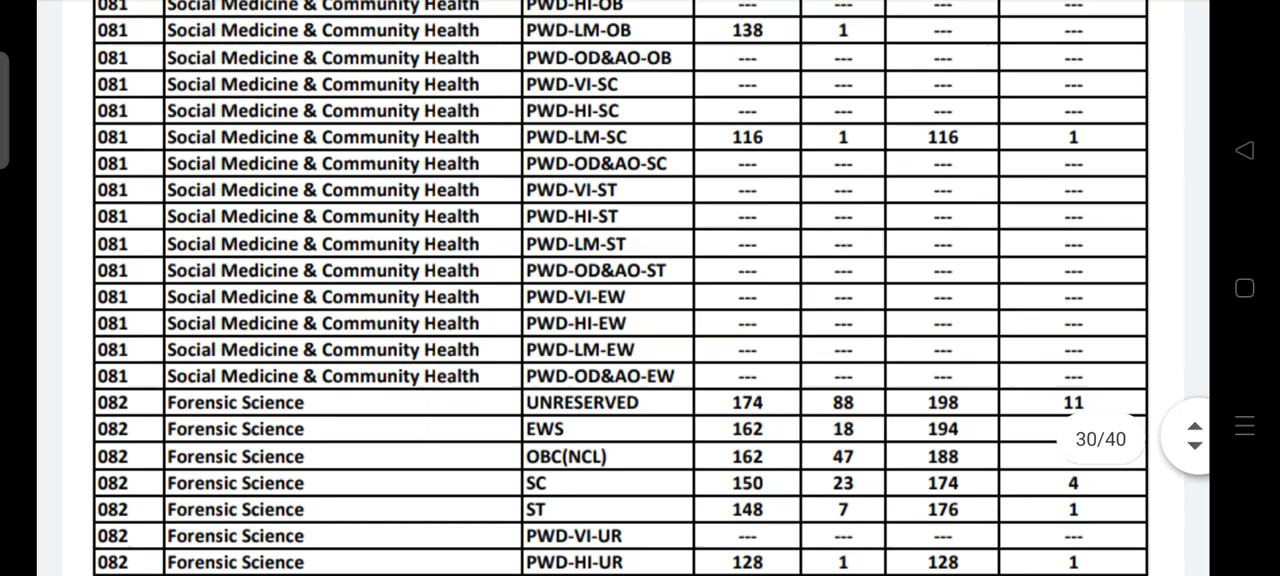 081 Social Medicine & Community Health PWD-HI-OB --- --- --- ---
081 Social Medicine & Community Health PWD-LM-OB 138 1 --- ---
081 Social Medicine & Community Health PWD-OD&AO-OB --- --- --- ---
081 Social Medicine & Community Health PWD-VI-SC --- --- --- ---
081 Social Medicine & Community Health PWD-HI-SC --- --- --- ---
081 Social Medicine & Community Health PWD-LM-SC 116 1 116 1
081 Social Medicine & Community Health PWD-OD&AO-SC --- --- --- ---
081 Social Medicine & Community Health PWD-VI-ST --- --- --- ---
081 Social Medicine & Community Health PWD-HI-ST --- --- --- ---
081 Social Medicine & Community Health PWD-LM-ST --- --- --- ---
081 Social Medicine & Community Health PWD-OD&AO-ST --- --- --- ---
081 Social Medicine & Community Health PWD-VI-EW --- --- --- ---
081 Social Medicine & Community Health PWD-HI-EW --- --- --- ---
081 Social Medicine & Community Health PWD-LM-EW --- --- --- ---
081 Social Medicine & Community Health PWD-OD&AO-EW --- --- --- ---
082 Forensic Science UNRESERVED 174 88 198 11
082 Forensic Science EWS 162 18 194
30/40
082 Forensic Science OBC(NCL) 162 47 188
082 Forensic Science SC 150 23 174 4
082 Forensic Science ST 148 7 176 1
082 Forensic Science PWD-VI-UR --- --- --- ---
082 Forensic Science PWD-HI-UR 128 1 128 1